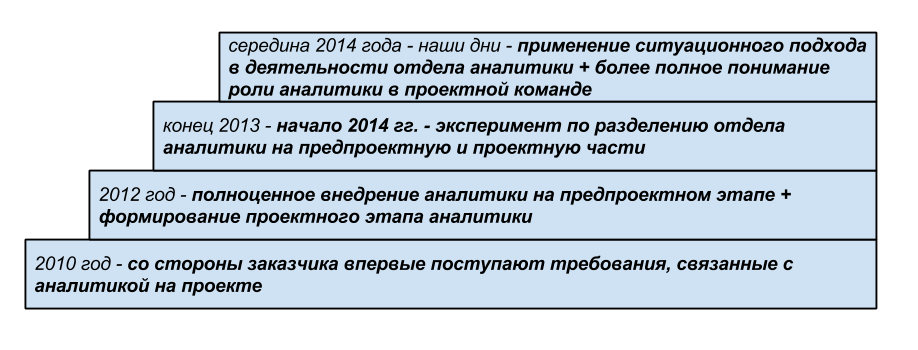 середина 2014 года - наши дни - применение ситуационного подхода
в деятельности отдела аналитики + более полное понимание
роли аналитики в проектной команде
конец 2013 - начало 2014 гг. - эксперимент по разделению отдела
аналитики на предпроектную и проектную части
2012 год - полноценное внедрение аналитики на предпроектном этапе +
формирование проектного этапа аналитики
2010 год - со стороны заказчика впервые поступают требования, связанные с
аналитикой на проекте